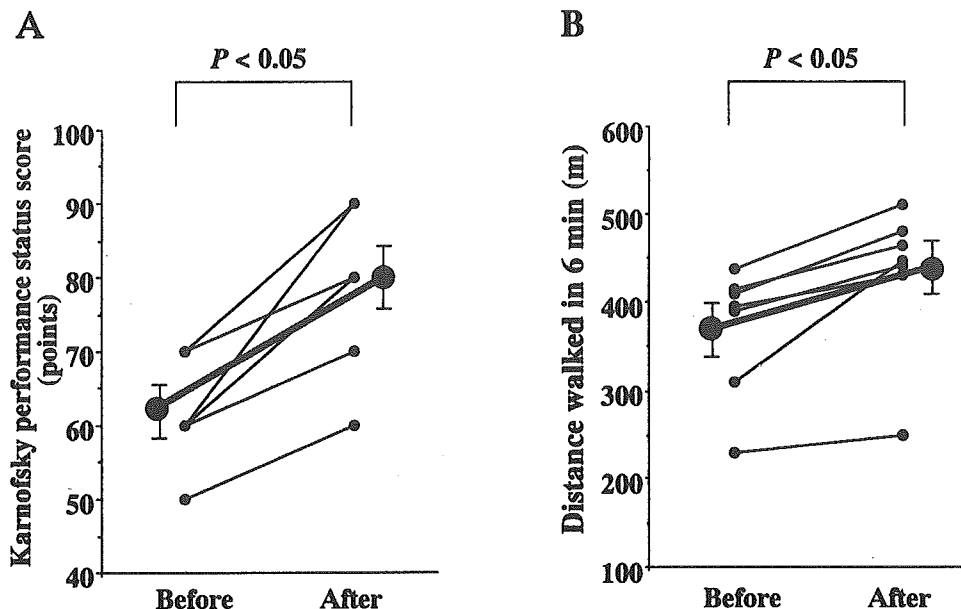 A
P < 0.05
Karnofsky performance status score
(points)
100
90
80
70
60
50
40
Before After
B
P < 0.05
Distance walked in 6 min (m)
600
500
400
300
200
100
Before After